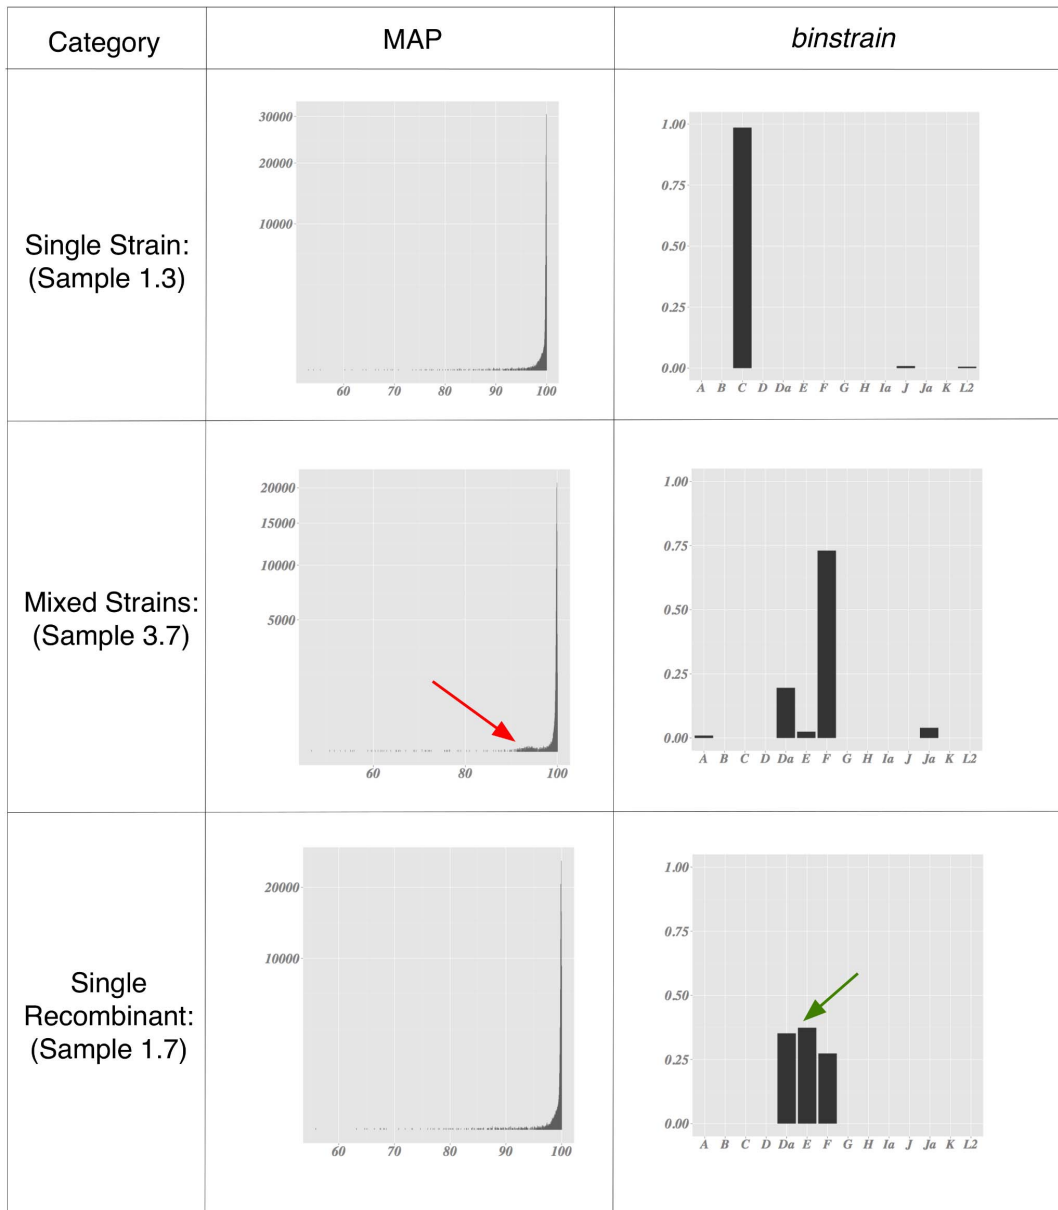 Category
MAP
binstrain
Single Strain:
(Sample 1.3)
30000
20000
10000
60 70 80 90 100
1.00
0.75
0.50
0.25
0.00
A B C D Da E F G H Ia J Ja K L2
Mixed Strains:
(Sample 3.7)
20000
15000
10000
5000
60 80 100
1.00
0.75
0.50
0.25
0.00
A B C D Da E F G H Ia J Ja K L2
Single
Recombinant:
(Sample 1.7)
20000
10000
60 70 80 90 100
1.00
0.75
0.50
0.25
0.00
A B C D Da E F G H Ia J Ja K L2